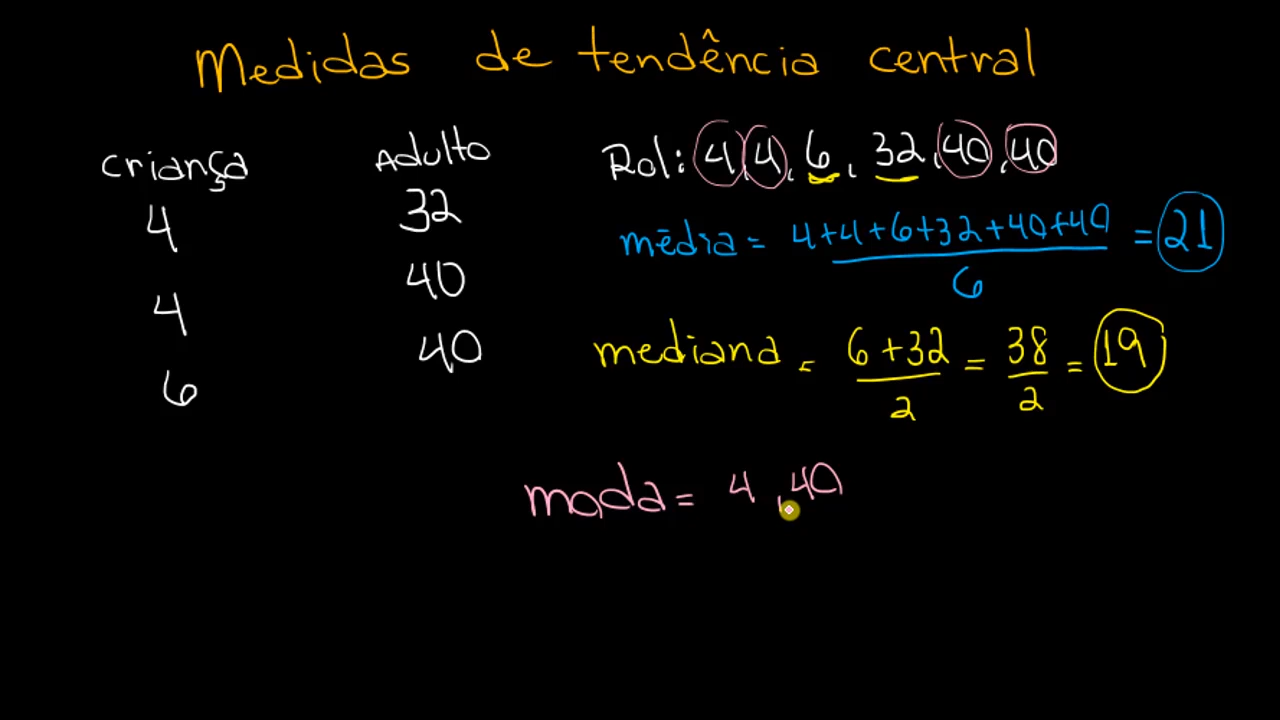 Medidas de tendência central
criança Adulto
4 32
4 40
6 40
Rol: 4, 4, 6, 32, 40, 40
média = 4+4+6+32+40+40 / 6 = 21
mediana = 6+32 / 2 = 38 / 2 = 19
moda = 4, 40